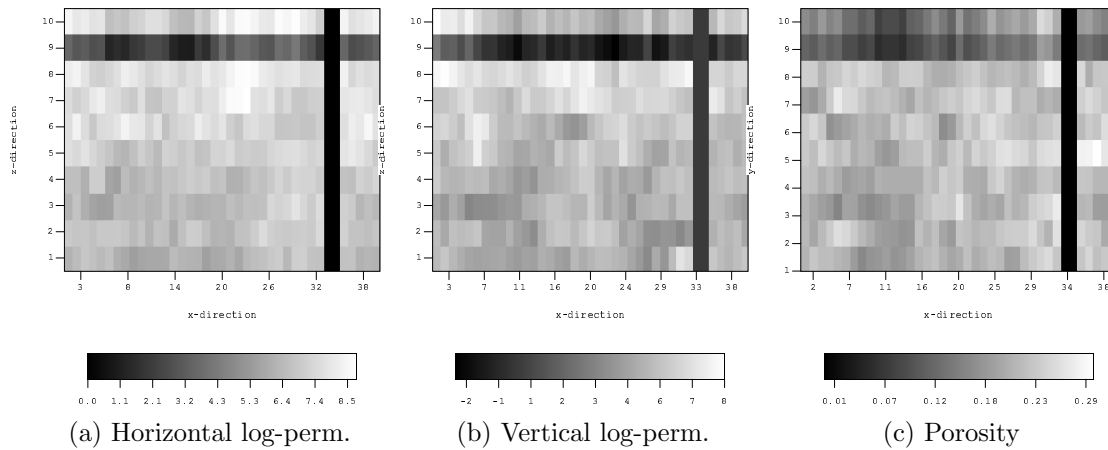 10
9
8
7
6
5
4
3
2
1
z-direction
3 8 14 20 26 32 38
x-direction
0.0 1.1 2.1 3.2 4.3 5.3 6.4 7.4 8.5
(a) Horizontal log-perm.
10
9
8
7
6
5
4
3
2
1
z-direction
3 7 11 16 20 24 29 33 38
x-direction
-2 -1 1 2 3 4 6 7 8
(b) Vertical log-perm.
10
9
8
7
6
5
4
3
2
1
y-direction
2 7 11 16 20 25 29 34 38
x-direction
0.01 0.07 0.12 0.18 0.23 0.29
(c) Porosity